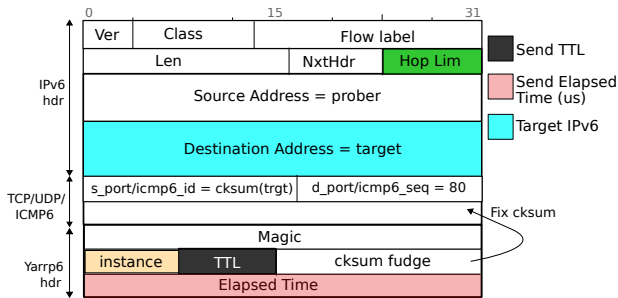 0 15 31
Ver Class Flow label
Len NxtHdr Hop Lim
Source Address = prober
Destination Address = target
s_port/icmp6_id = cksum(trgt) d_port/icmp6_seq = 80
Magic
instance TTL cksum fudge
Elapsed Time
IPv6
hdr
TCP/UDP/
ICMP6
Yarrp6
hdr
Fix cksum
Send TTL
Send Elapsed
Time (us)
Target IPv6